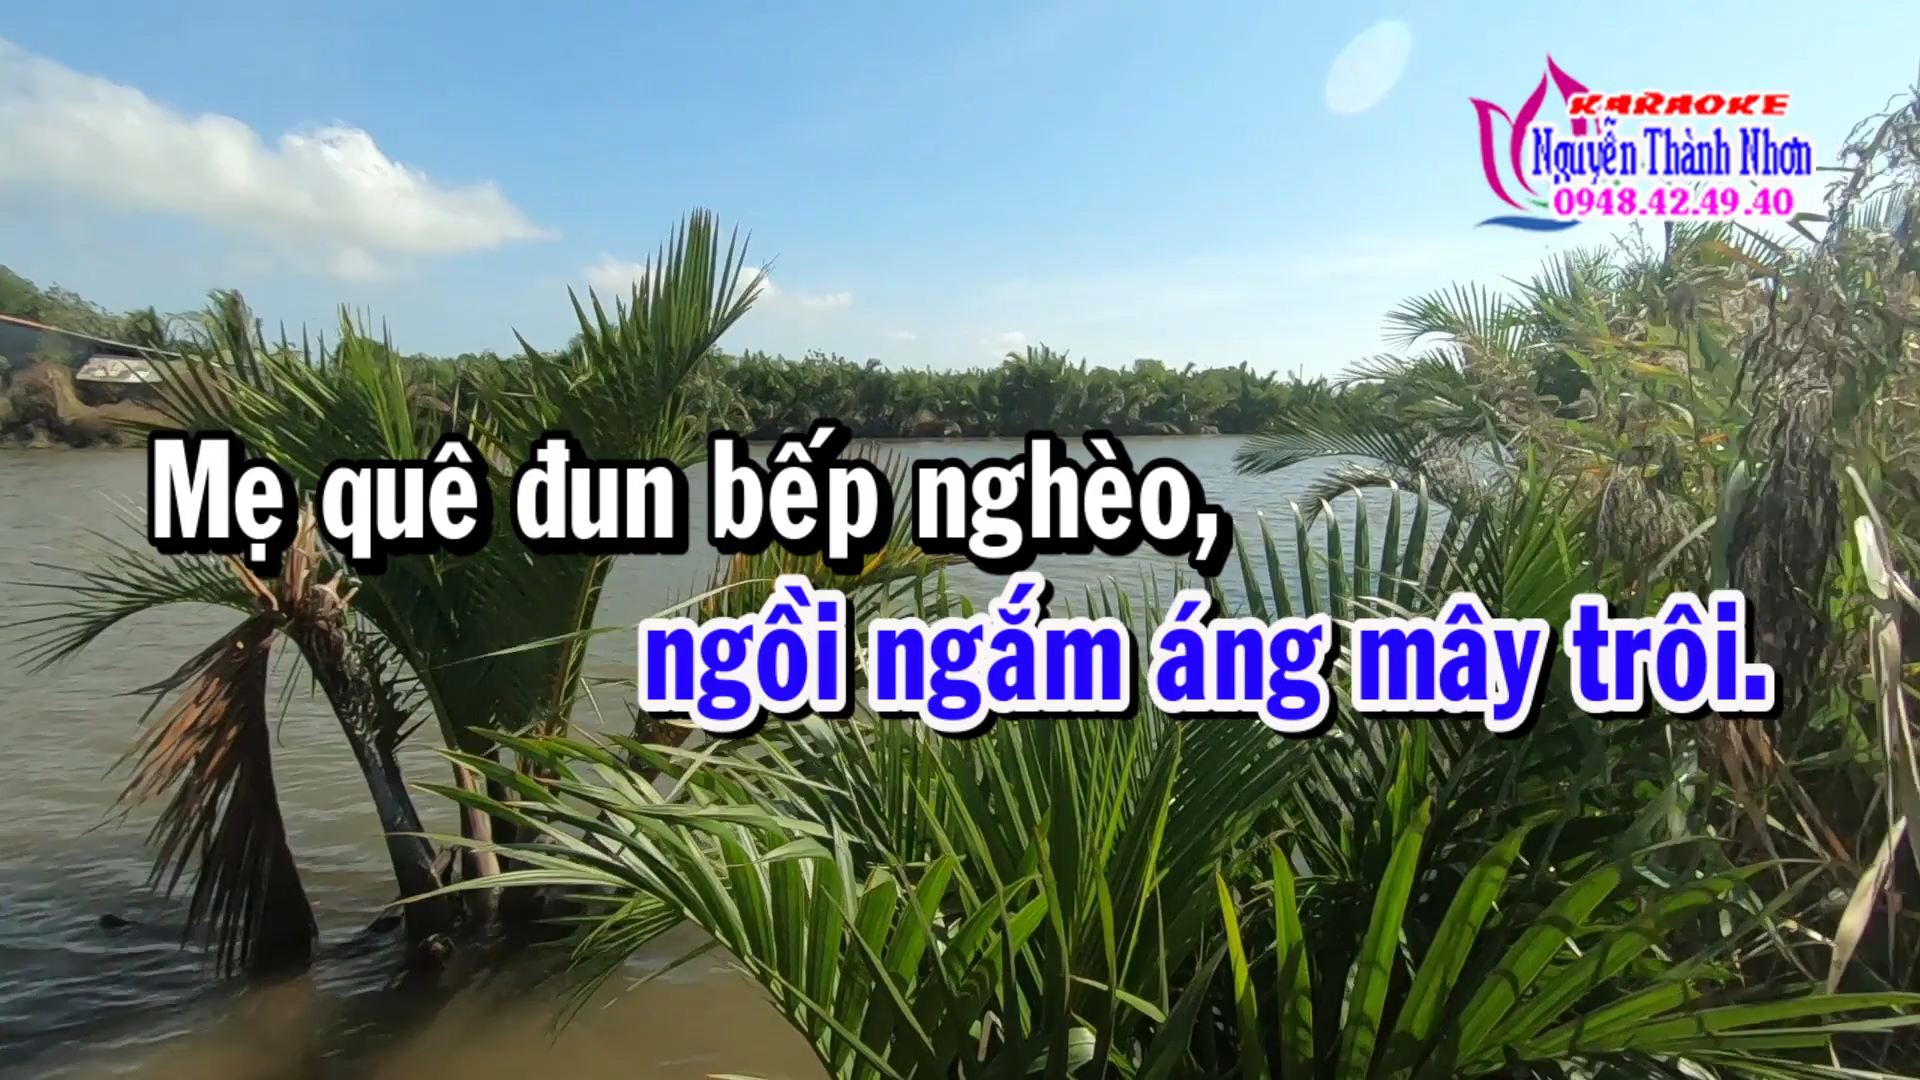 KARAOKE
Nguyễn Thành Nhơn
0948.42.49.40
Mẹ quê đun bếp nghèo,
ngồi ngắm áng mây trôi.